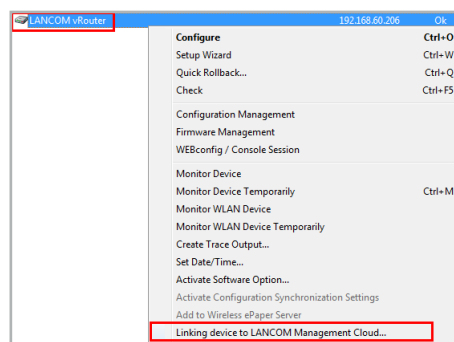 LANCOM vRouter 192.168.60.206 Ok
Configure Ctrl+O
Setup Wizard Ctrl+W
Quick Rollback... Ctrl+Q
Check Ctrl+F5
Configuration Management
Firmware Management
WEBconfig / Console Session
Monitor Device
Monitor Device Temporarily Ctrl+M
Monitor WLAN Device
Monitor WLAN Device Temporarily
Create Trace Output...
Set Date/Time...
Activate Software Option...
Activate Configuration Synchronization Settings
Add to Wireless ePaper Server
Linking device to LANCOM Management Cloud...